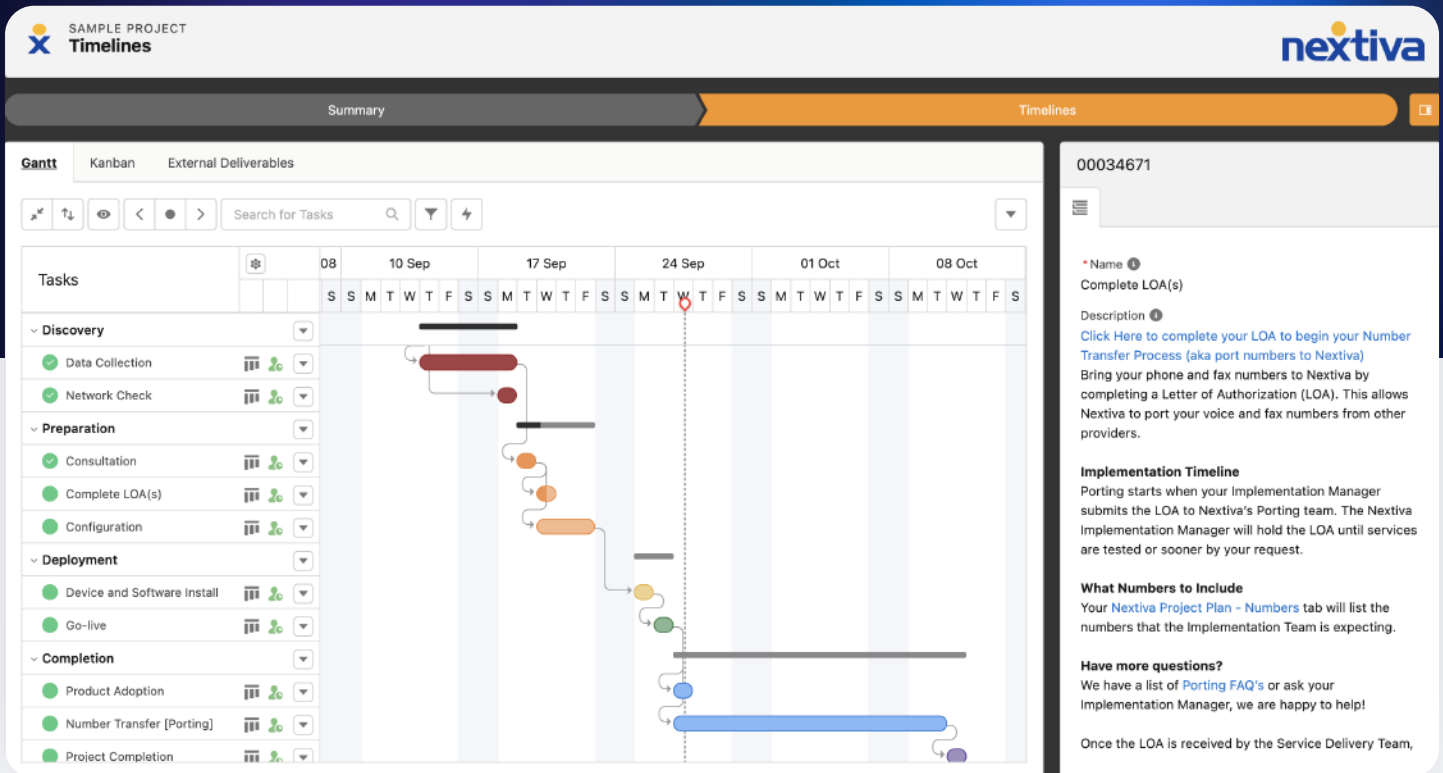 SAMPLE PROJECT
Timelines
nextiva
Summary
Timelines
Gantt Kanban External Deliverables
Search for Tasks
Tasks
08 10 Sep 17 Sep 24 Sep 01 Oct 08 Oct
S S M T W T F S S M T W T F S S M T W T F S S M T W T F S S M T W T F S
Discovery
Data Collection
Network Check
Preparation
Consultation
Complete LOA(s)
Configuration
Deployment
Device and Software Install
Go-live
Completion
Product Adoption
Number Transfer [Porting]
Project Completion
00034671
* Name
Complete LOA(s)
Description
Click Here to complete your LOA to begin your Number
Transfer Process (aka port numbers to Nextiva)
Bring your phone and fax numbers to Nextiva by
completing a Letter of Authorization (LOA). This allows
Nextiva to port your voice and fax numbers from other
providers.
Implementation Timeline
Porting starts when your Implementation Manager
submits the LOA to Nextiva's Porting team. The Nextiva
Implementation Manager will hold the LOA until services
are tested or sooner by your request.
What Numbers to Include
Your Nextiva Project Plan - Numbers tab will list the
numbers that the Implementation Team is expecting.
Have more questions?
We have a list of Porting FAQ's or ask your
Implementation Manager, we are happy to help!
Once the LOA is received by the Service Delivery Team,